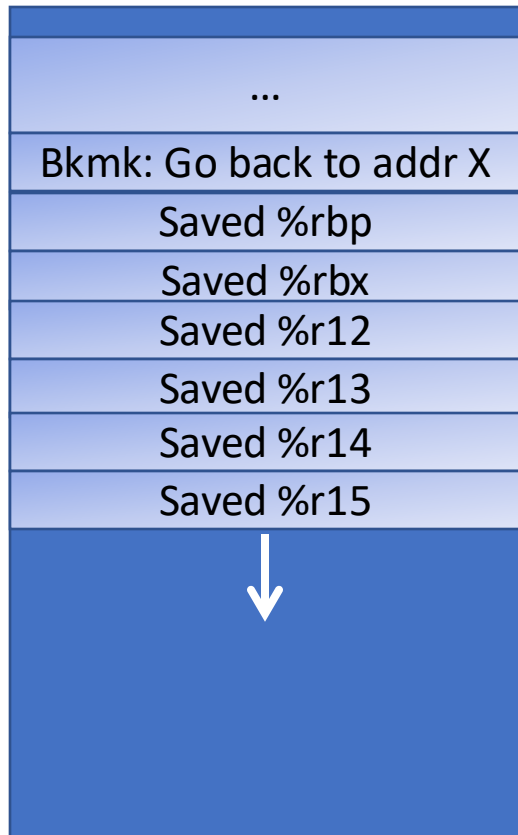 …
Bkmk: Go back to addr X
Saved %rbp
Saved %rbx
Saved %r12
Saved %r13
Saved %r14
Saved %r15